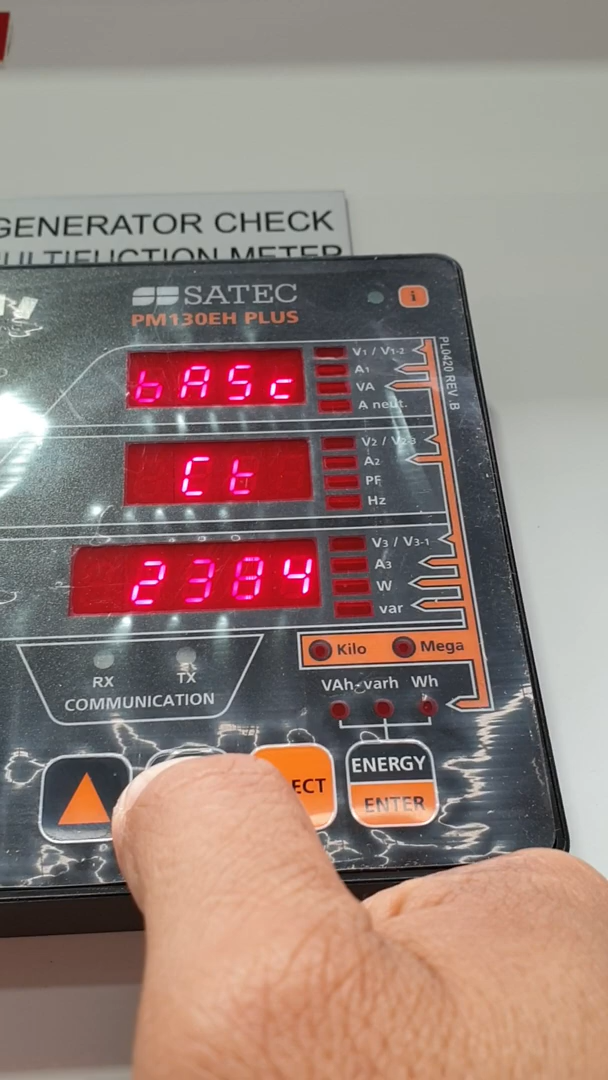 GENERATOR CHECK
ULTIFUCTION METER
SATEC
i
PM130EH PLUS
PL0420 REV.B
bASc
V1 / V1-2
A1
VA
A neut.
Ct
V2 / V2-3
A2
PF
Hz
2384
V3 / V3-1
A3
W
var
Kilo
Mega
RX
TX
COMMUNICATION
VAh
varh
Wh
ECT
ENERGY
ENTER